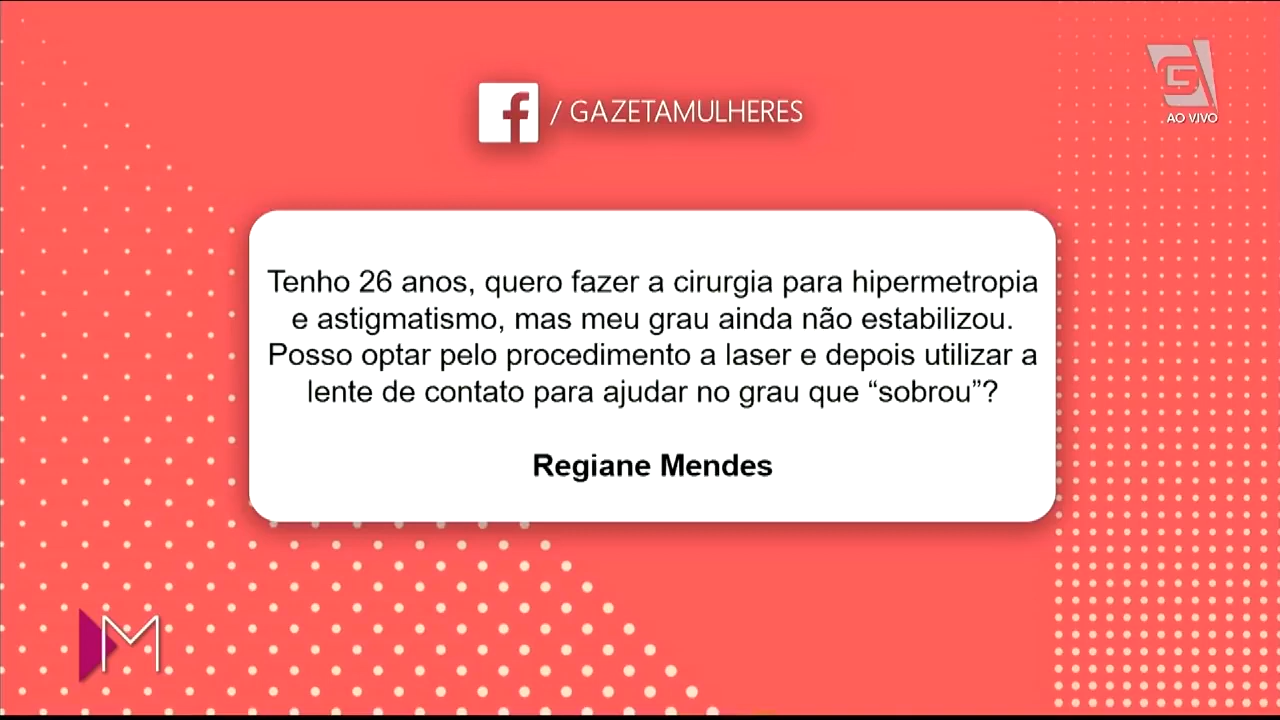 f / GAZETAMULHERES
G
AO VIVO
Tenho 26 anos, quero fazer a cirurgia para hipermetropia
e astigmatismo, mas meu grau ainda não estabilizou.
Posso optar pelo procedimento a laser e depois utilizar a
lente de contato para ajudar no grau que “sobrou”?
Regiane Mendes
M